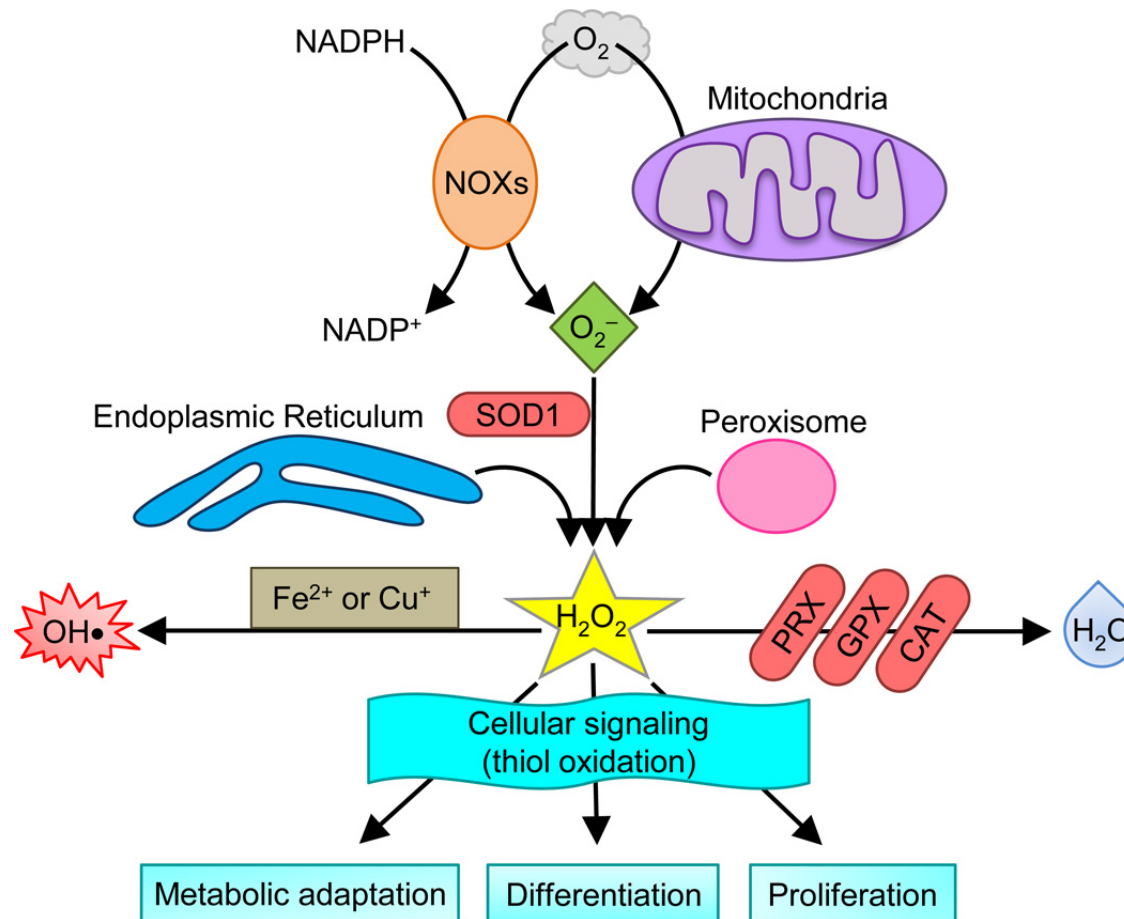 NADPH
O₂
Mitochondria
NOXs
NADP⁺
O₂⁻
Endoplasmic Reticulum
SOD1
Peroxisome
Fe²⁺ or Cu⁺
OH●
H₂O₂
PRX
GPX
CAT
H₂O
Cellular signaling
(thiol oxidation)
Metabolic adaptation
Differentiation
Proliferation